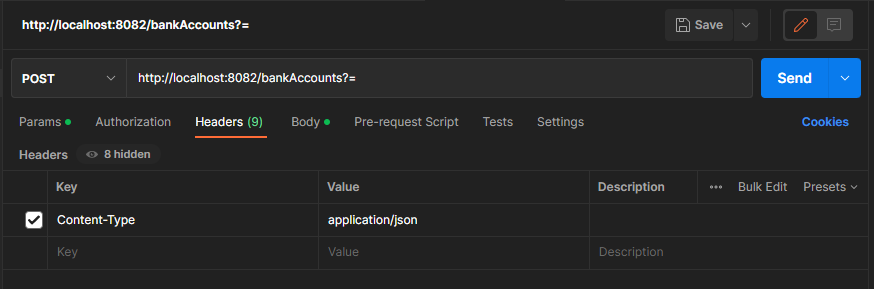 http://localhost:8082/bankAccounts?=
Save
POST
http://localhost:8082/bankAccounts?=
Send
Params
Authorization
Headers (9)
Body
Pre-request Script
Tests
Settings
Cookies
Headers
8 hidden
Key
Value
Description
Bulk Edit
Presets
Content-Type
application/json
Key
Value
Description